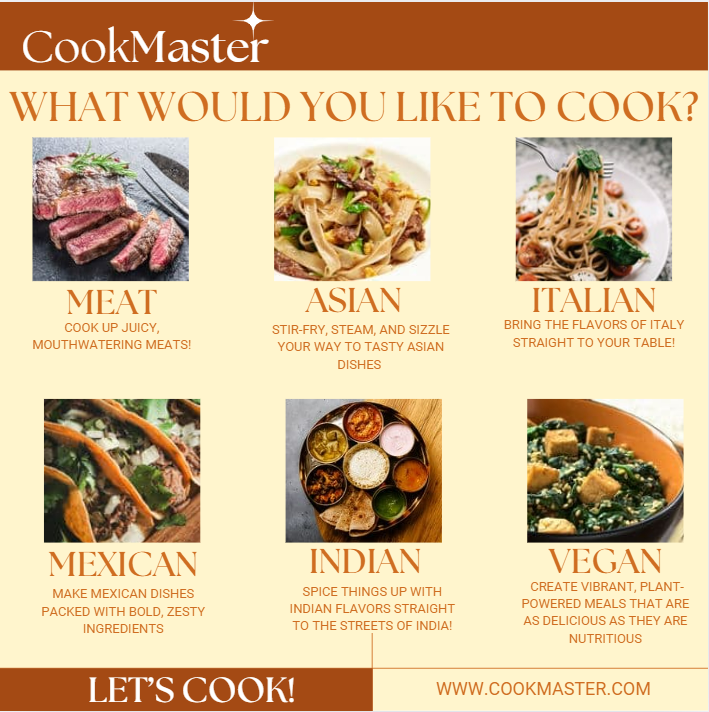 CookMaster
WHAT WOULD YOU LIKE TO COOK?
MEAT
COOK UP JUICY,
MOUTHWATERING MEATS!
ASIAN
STIR-FRY, STEAM, AND SIZZLE
YOUR WAY TO TASTY ASIAN
DISHES
ITALIAN
BRING THE FLAVORS OF ITALY
STRAIGHT TO YOUR TABLE!
MEXICAN
MAKE MEXICAN DISHES
PACKED WITH BOLD, ZESTY
INGREDIENTS
INDIAN
SPICE THINGS UP WITH
INDIAN FLAVORS STRAIGHT
TO THE STREETS OF INDIA!
VEGAN
CREATE VIBRANT, PLANT-
POWERED MEALS THAT ARE
AS DELICIOUS AS THEY ARE
NUTRITIOUS
LET'S COOK!
WWW.COOKMASTER.COM